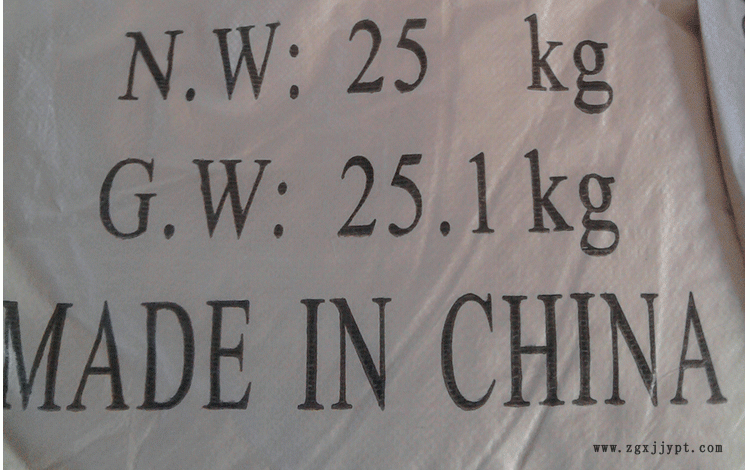 N.W: 25 kg
G.W: 25.1 kg
MADE IN CHINA
www.zgxjjypt.com